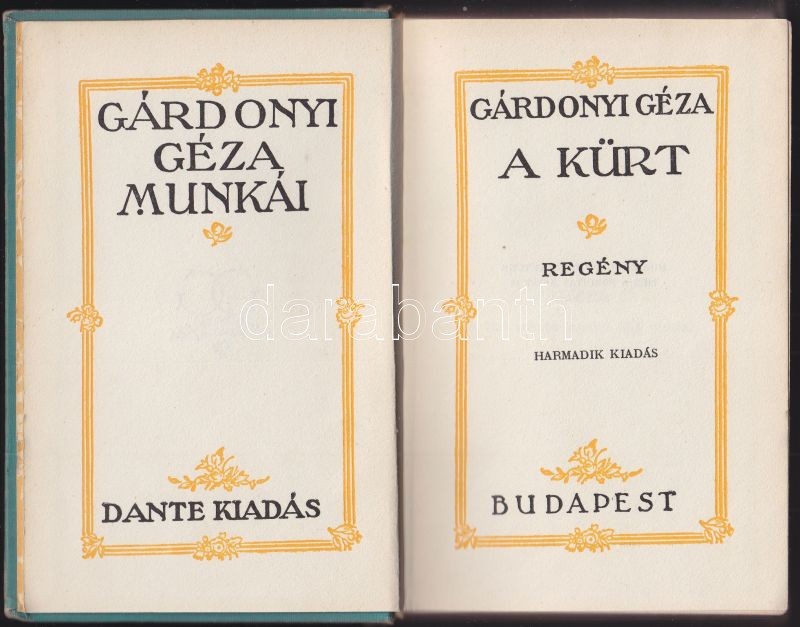 GÁRDONYI
GÉZA
MUNKÁI
DANTE KIADÁS
GÁRDONYI GÉZA
A KÜRT
REGÉNY
HARMADIK KIADÁS
BUDAPEST
darabanth